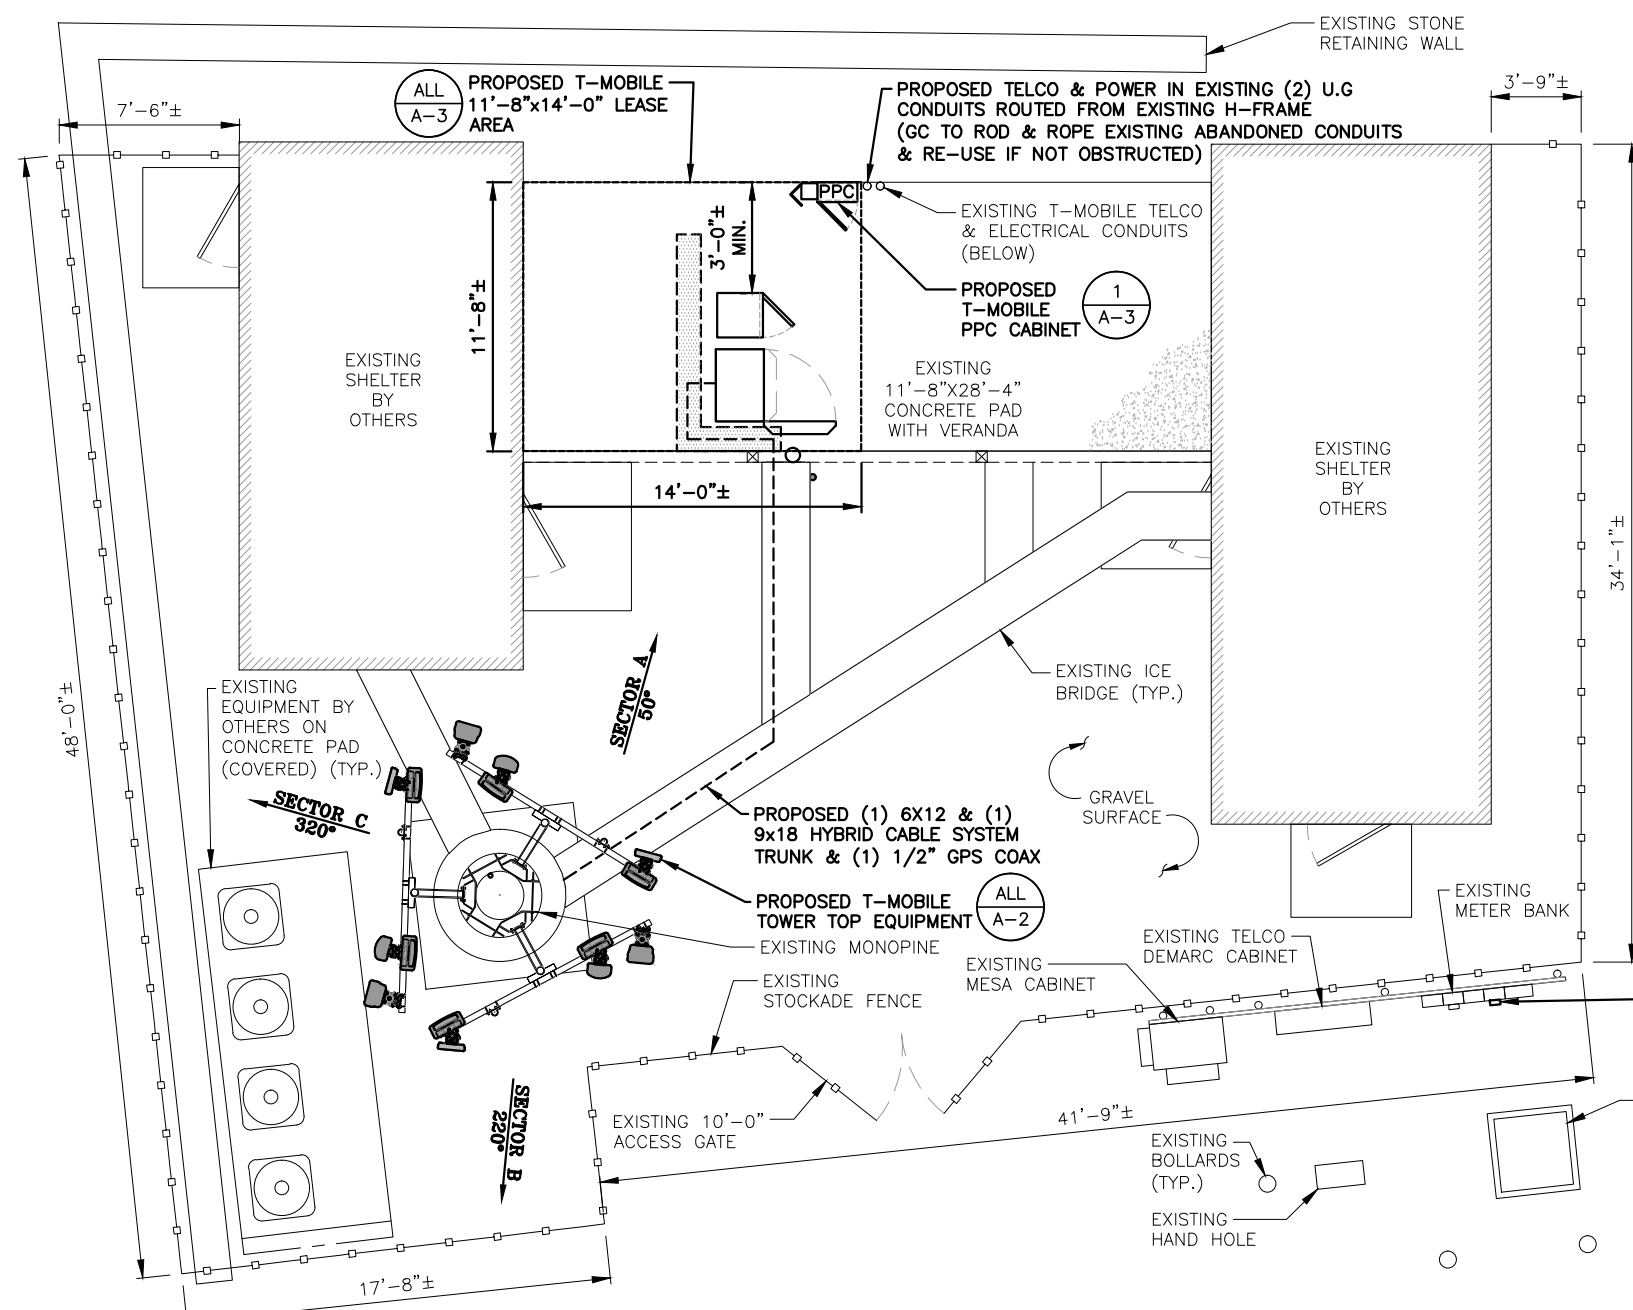 EXISTING STONE
RETAINING WALL
ALL
A-3
PROPOSED T-MOBILE
11'-8"x14'-0" LEASE
AREA
PROPOSED TELCO & POWER IN EXISTING (2) U.G
CONDUITS ROUTED FROM EXISTING H-FRAME
(GC TO ROD & ROPE EXISTING ABANDONED CONDUITS
& RE-USE IF NOT OBSTRUCTED)
3'-9"±
7'-6"±
PPC
EXISTING T-MOBILE TELCO
& ELECTRICAL CONDUITS
(BELOW)
3'-0"±
MIN.
11'-8"±
PROPOSED
T-MOBILE
PPC CABINET
1
A-3
EXISTING
SHELTER
BY
OTHERS
EXISTING
11'-8"X28'-4"
CONCRETE PAD
WITH VERANDA
EXISTING
SHELTER
BY
OTHERS
14'-0"±
34'-1"±
48'-0"±
SECTOR A
50°
EXISTING ICE
BRIDGE (TYP.)
EXISTING
EQUIPMENT BY
OTHERS ON
CONCRETE PAD
(COVERED) (TYP.)
SECTOR C
320°
GRAVEL
SURFACE
PROPOSED (1) 6X12 & (1)
9x18 HYBRID CABLE SYSTEM
TRUNK & (1) 1/2" GPS COAX
PROPOSED T-MOBILE
TOWER TOP EQUIPMENT
ALL
A-2
EXISTING MONOPINE
EXISTING
METER BANK
EXISTING TELCO
DEMARC CABINET
EXISTING
MESA CABINET
EXISTING
STOCKADE FENCE
SECTOR B
220°
EXISTING 10'-0"
ACCESS GATE
41'-9"±
EXISTING
BOLLARDS
(TYP.)
EXISTING
HAND HOLE
17'-8"±